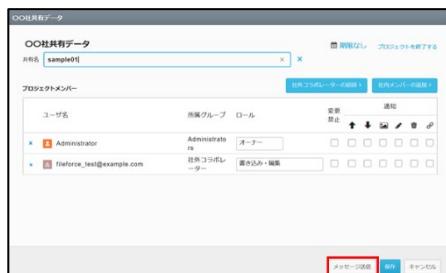 〇〇社共有データ
〇〇社共有データ
期限なし プロジェクトを終了する
共有名 sample01
プロジェクトメンバー
社外コラボレーターの招待 社内メンバーの追加
ユーザ名 所属グループ ロール 変更禁止 通知
Administrator Administrators オーナー
fileforce_test@example.com 社外コラボレーター 書き込み・編集
メッセージ送信 保存 キャンセル